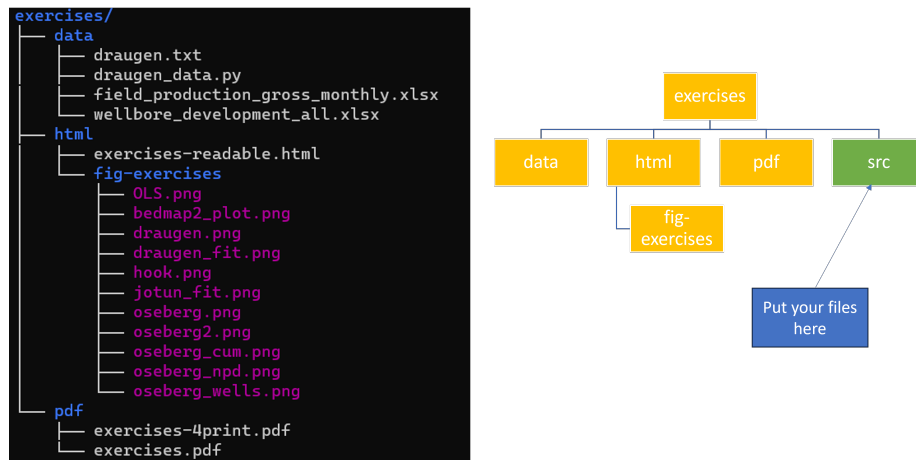 exercises/
data
draugen.txt
draugen_data.py
field_production_gross_monthly.xlsx
wellbore_development_all.xlsx
html
exercises-readable.html
fig-exercises
OLS.png
bedmap2_plot.png
draugen.png
draugen_fit.png
hook.png
jotun_fit.png
oseberg.png
oseberg2.png
oseberg_cum.png
oseberg_npd.png
oseberg_wells.png
pdf
exercises-4print.pdf
exercises.pdf
exercises
data
html
pdf
src
fig-
exercises
Put your files
here